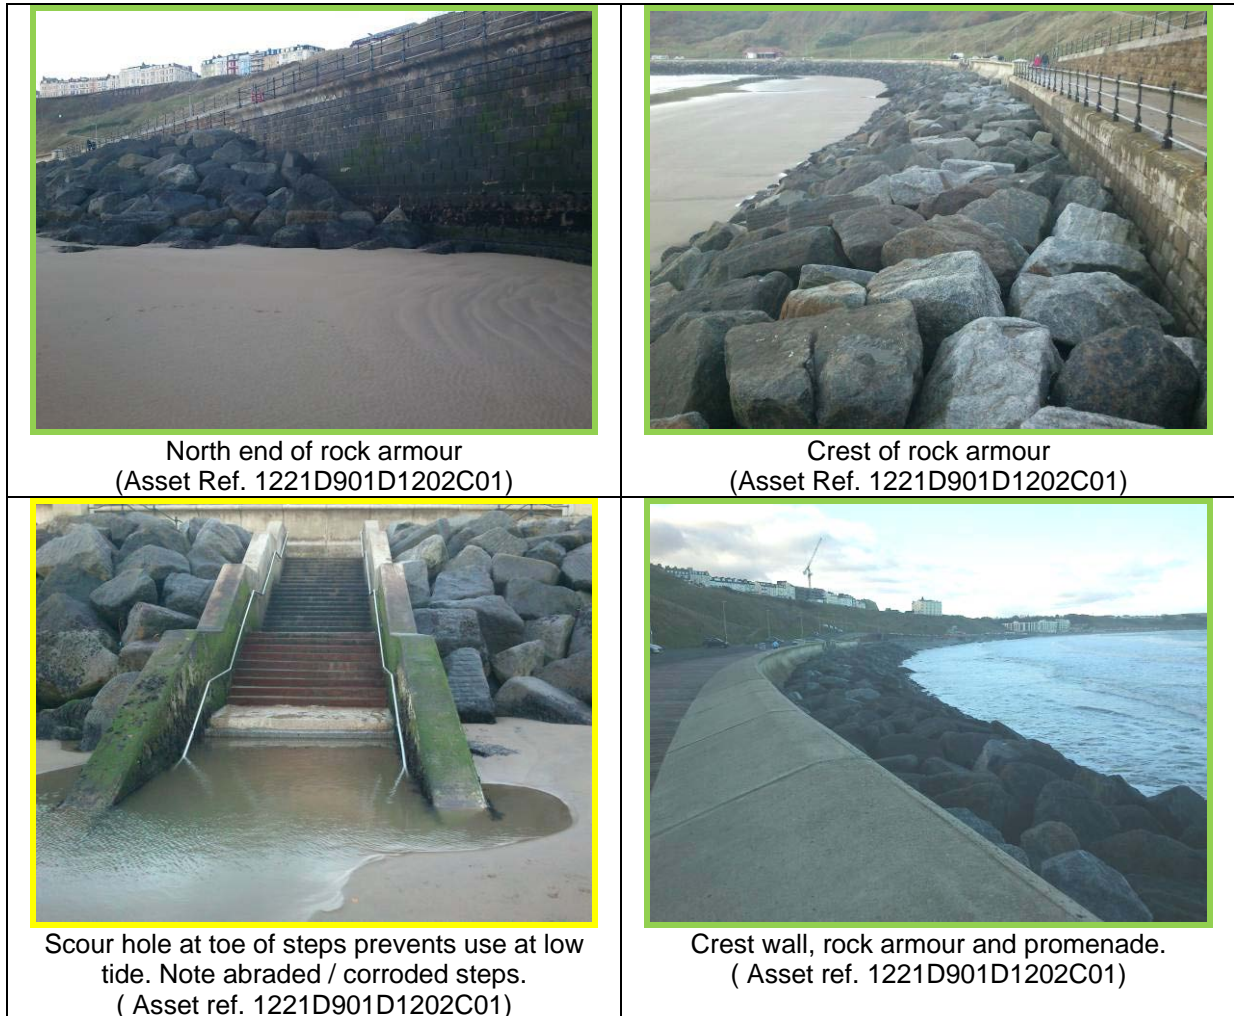 North end of rock armour
(Asset Ref. 1221D901D1202C01)
Crest of rock armour
(Asset Ref. 1221D901D1202C01)
Scour hole at toe of steps prevents use at low
tide. Note abraded / corroded steps.
( Asset ref. 1221D901D1202C01)
Crest wall, rock armour and promenade.
( Asset ref. 1221D901D1202C01)